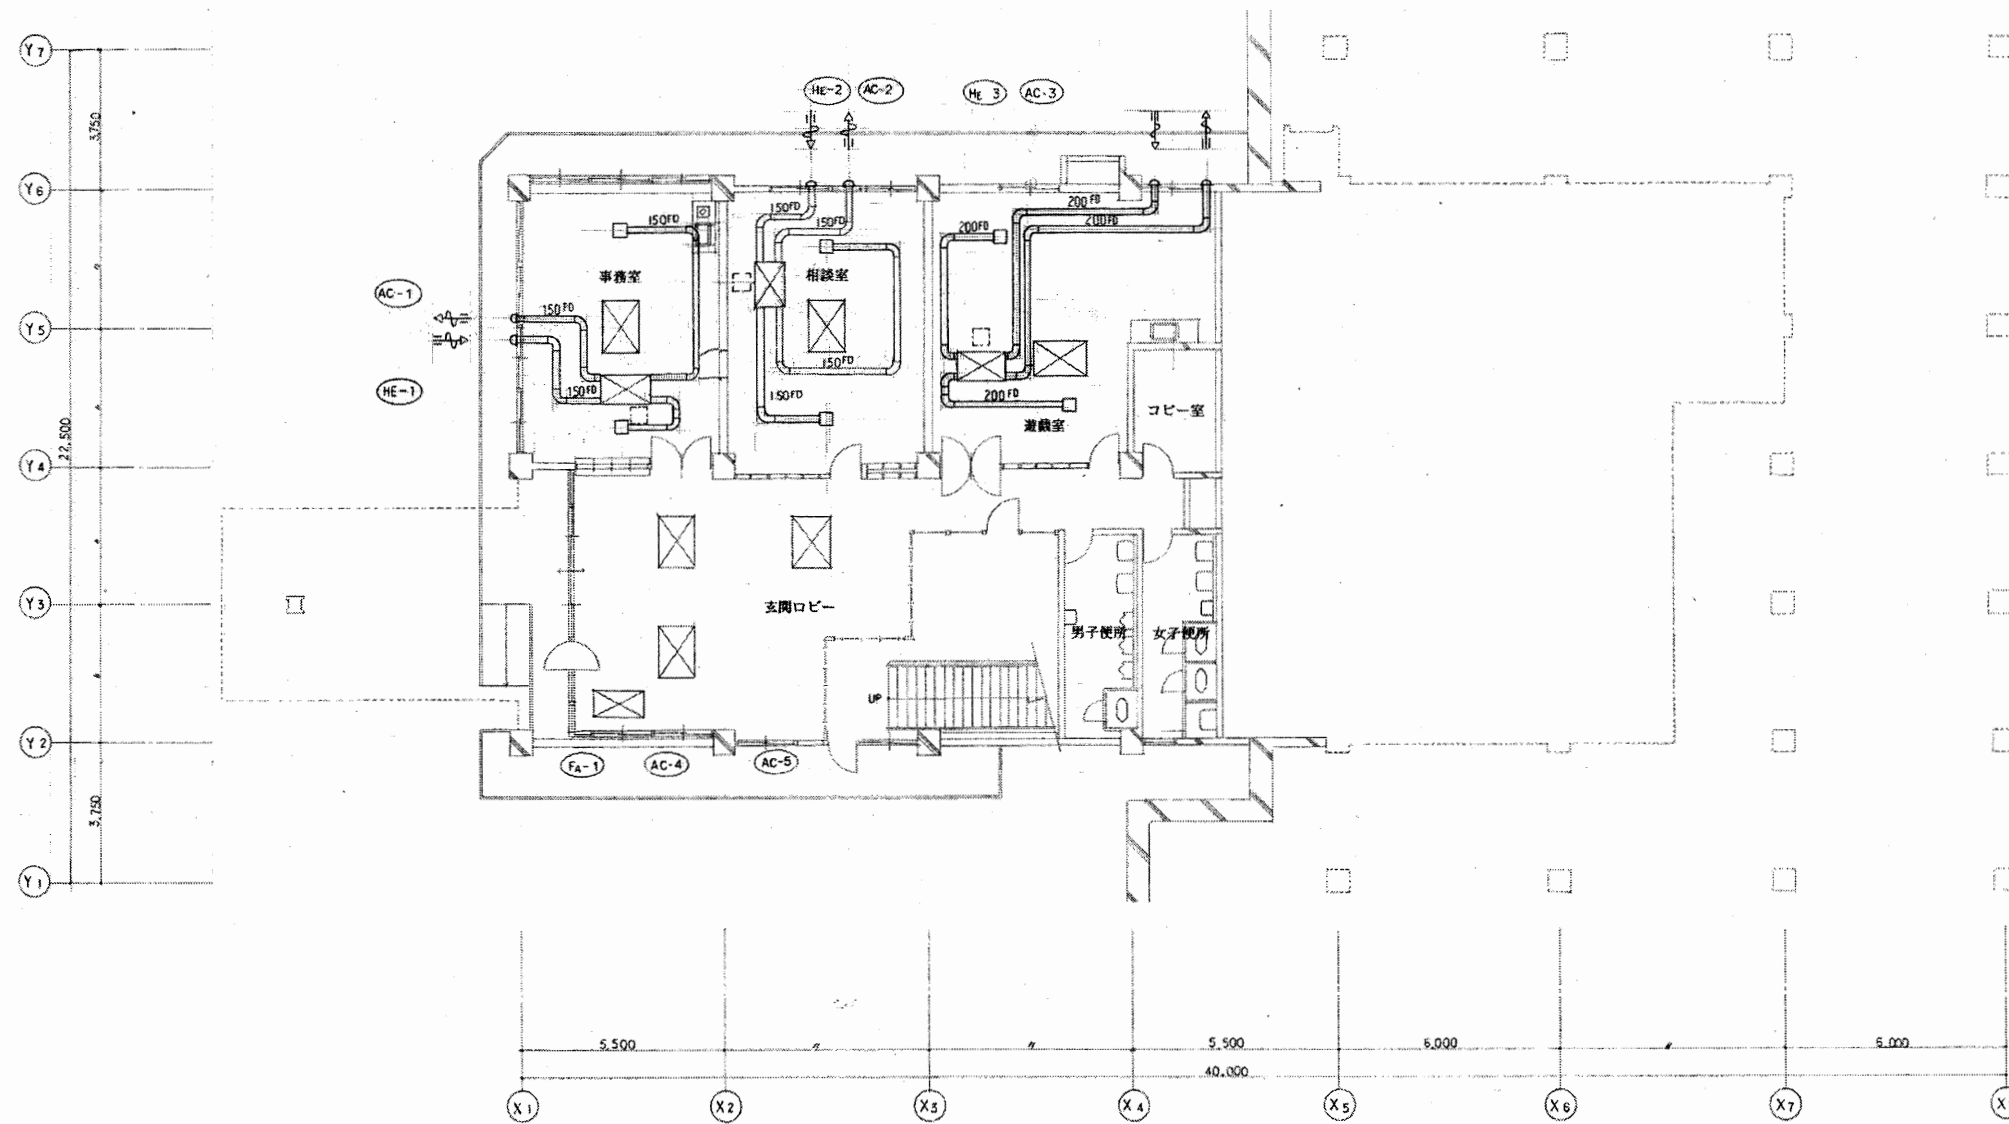 Y7
3,750
HE-2
AC-2
HE 3
AC-3
Y6
150FD
150FD
150FD
200FD
200FD
200FD
事務室
相談室
AC-1
150FD
Y5
150FD
HE-1
150FD
150FD
200FD
コピー室
遊戯室
22,500
Y4
Y3
玄関ロビー
男子便所
女子便所
UP
Y2
FA-1
AC-4
AC-5
3,750
Y1
5,500
〃
〃
5,500
6,000
〃
6,000
40,000
X1
X2
X3
X4
X5
X6
X7